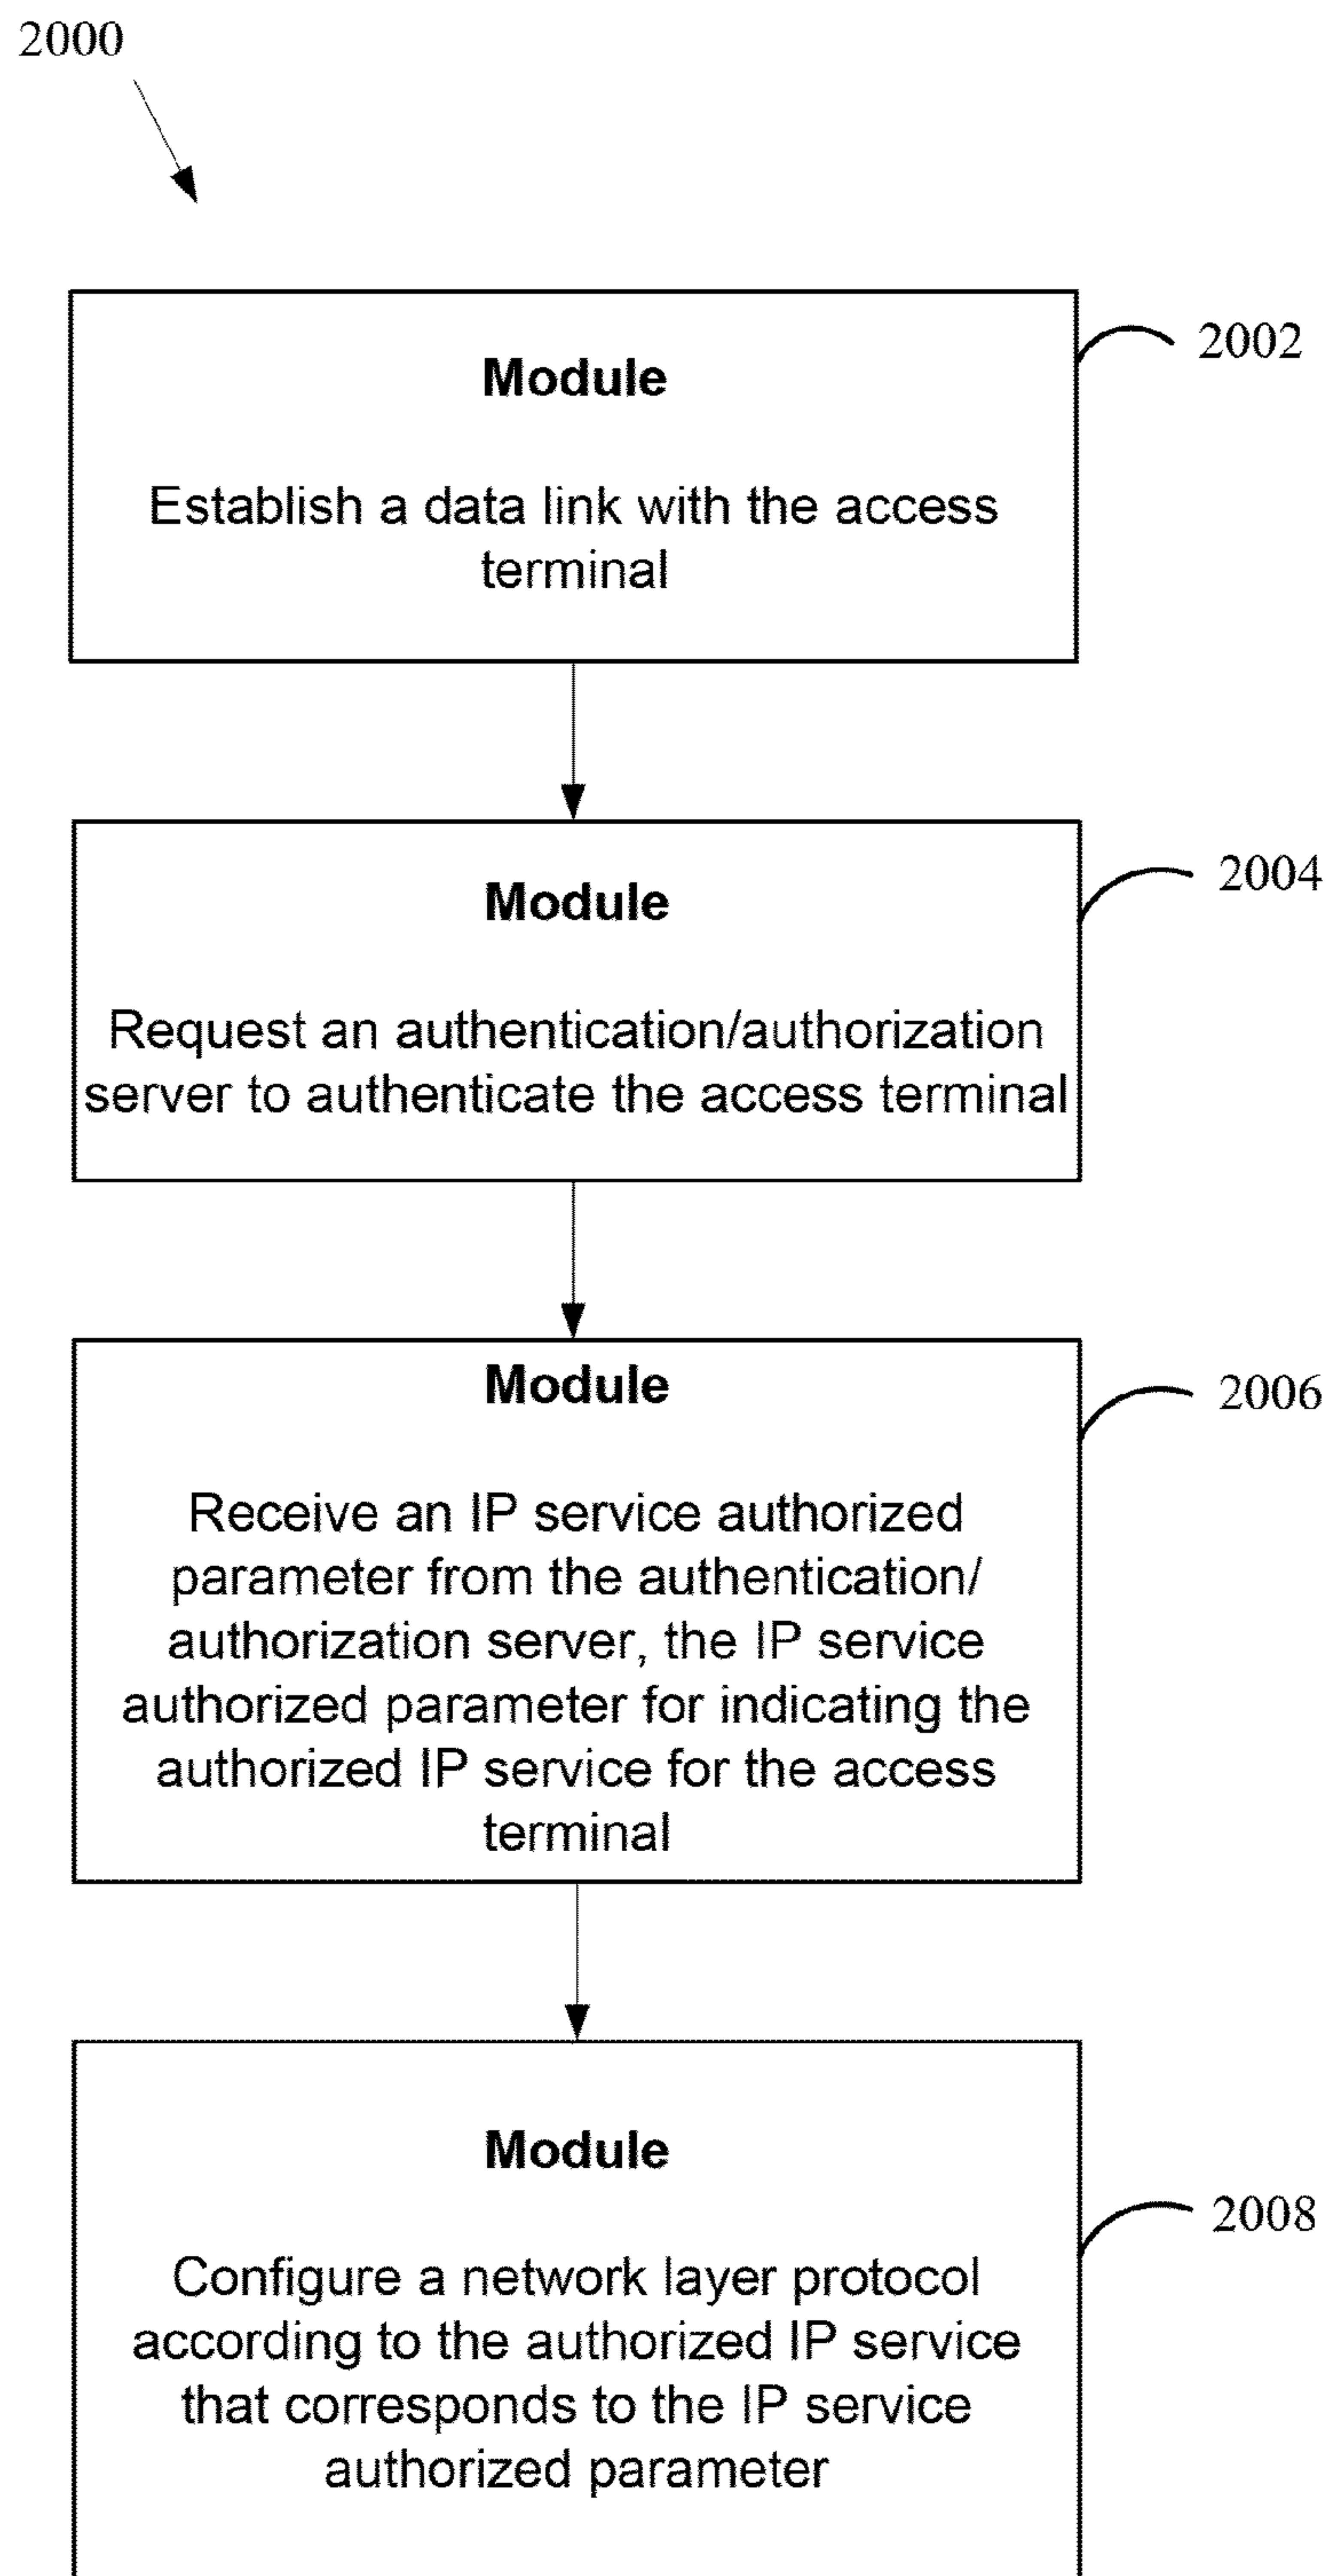 2000
Module
2002
Establish a data link with the access
terminal
Module
2004
Request an authentication/authorization
server to authenticate the access terminal
Module
2006
Receive an IP service authorized
parameter from the authentication/
authorization server, the IP service
authorized parameter for indicating the
authorized IP service for the access
terminal
Module
2008
Configure a network layer protocol
according to the authorized IP service
that corresponds to the IP service
authorized parameter